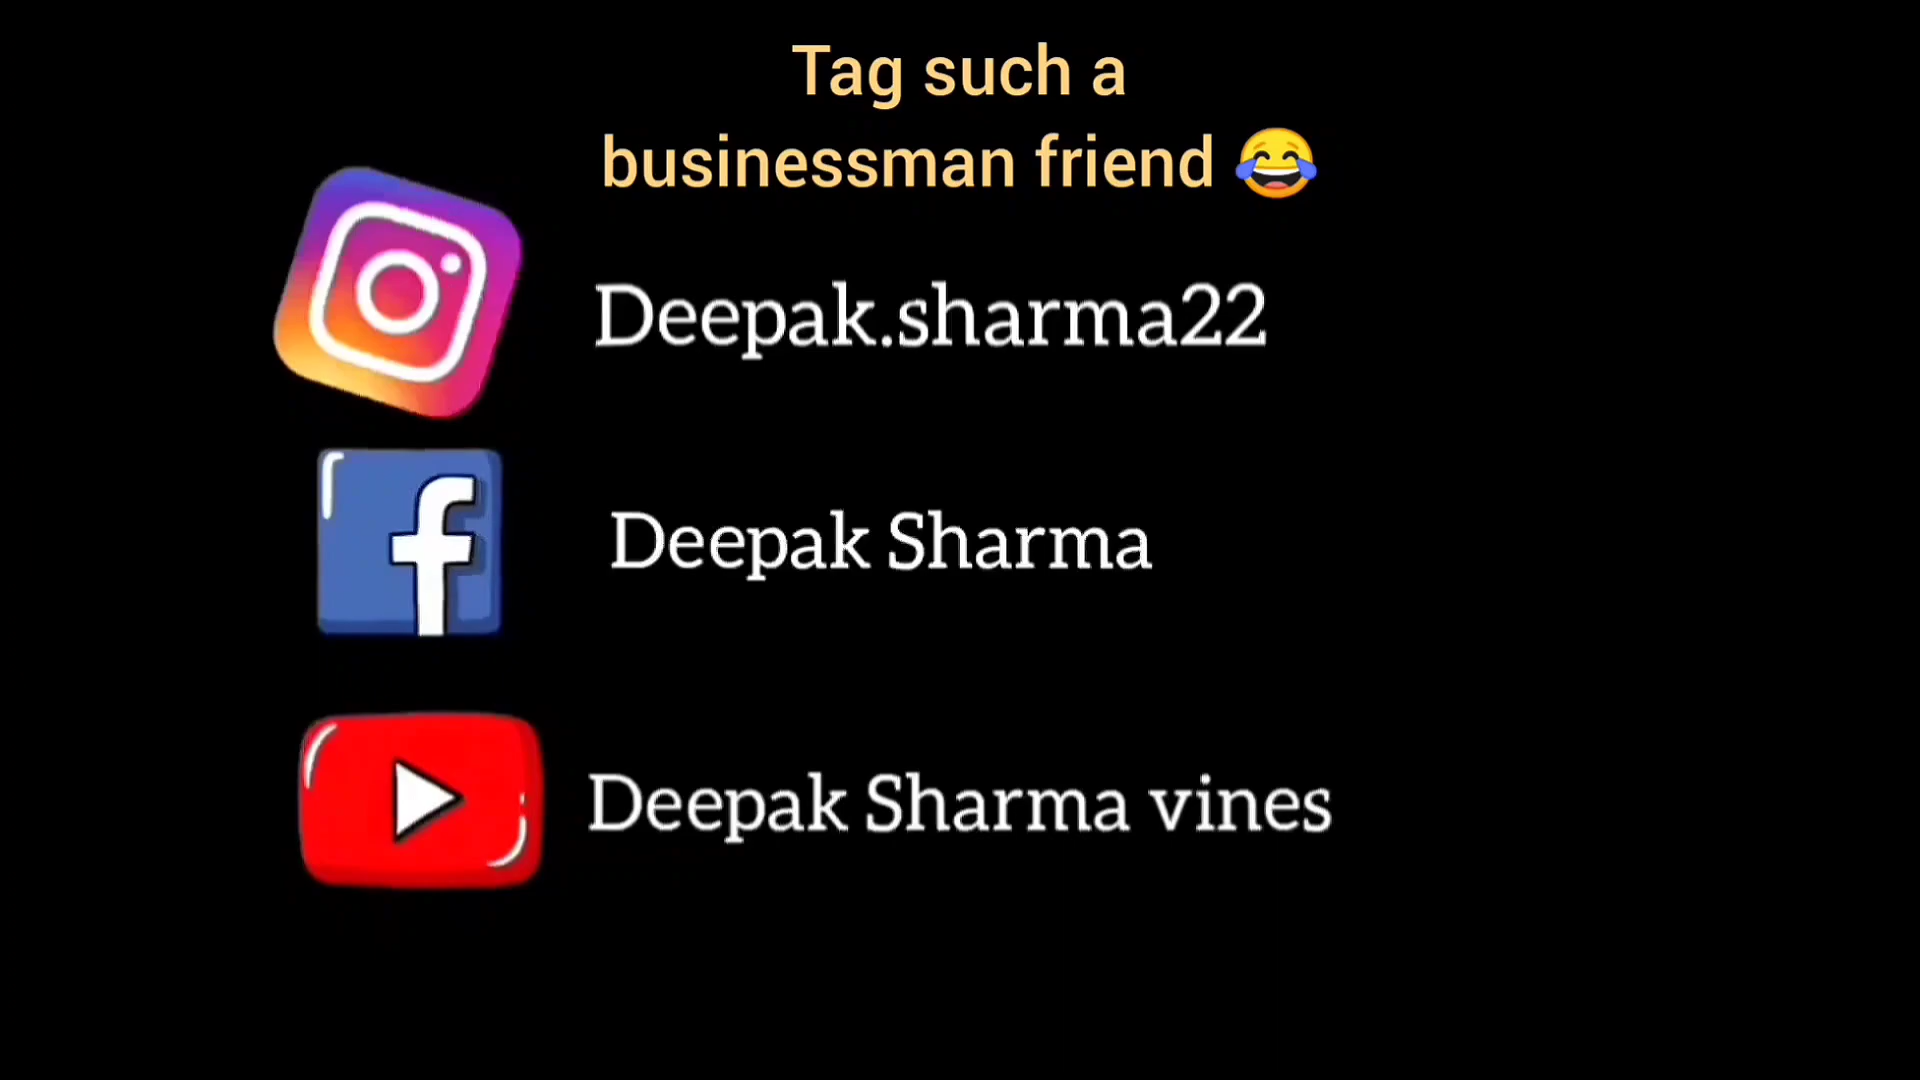 Tag such a
businessman friend 😂
Deepak.sharma22
Deepak Sharma
Deepak Sharma vines